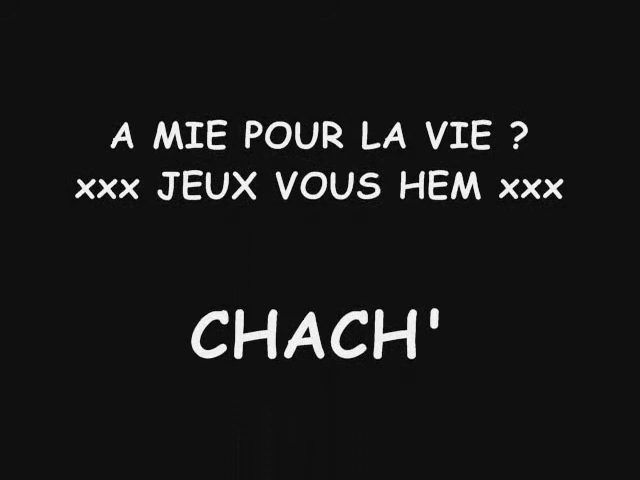 A MIE POUR LA VIE ?
xxx JEUX VOUS HEM xxx
CHACH'